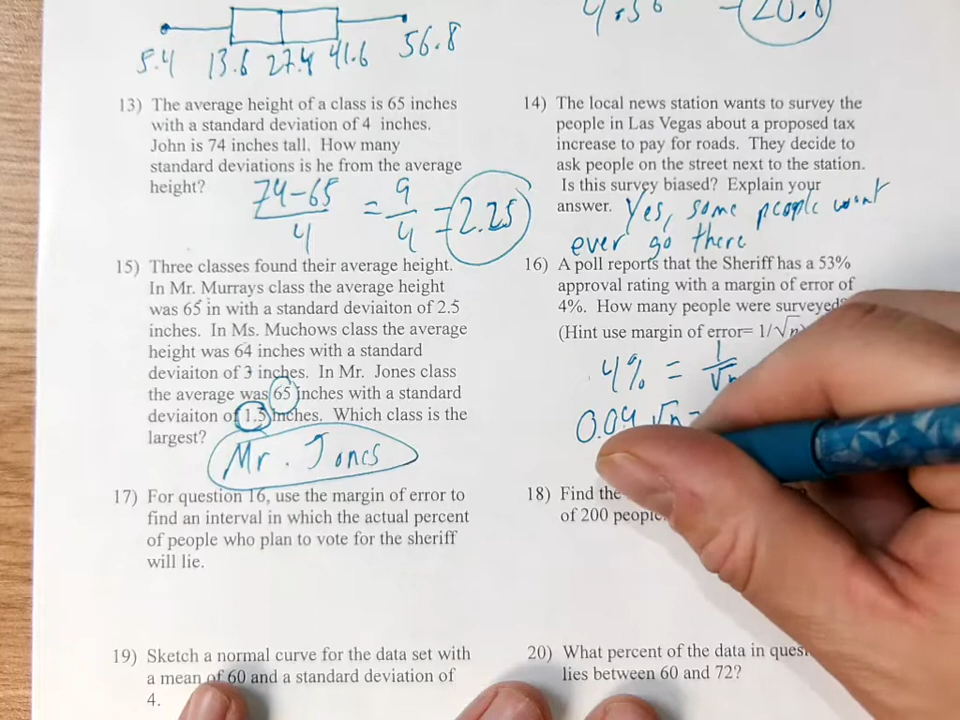 5.4 13.6 27.4 41.6 56.8
13) The average height of a class is 65 inches
with a standard deviation of 4 inches.
John is 74 inches tall. How many
standard deviations is he from the average
height?
74-65/4 = 9/4 = 2.25
14) The local news station wants to survey the
people in Las Vegas about a proposed tax
increase to pay for roads. They decide to
ask people on the street next to the station.
Is this survey biased? Explain your
answer. Yes, some people wont
ever go there
15) Three classes found their average height.
In Mr. Murrays class the average height
was 65 in with a standard deviaiton of 2.5
inches. In Ms. Muchows class the average
height was 64 inches with a standard
deviaiton of 3 inches. In Mr. Jones class
the average was 65 inches with a standard
deviaiton of 1.5 inches. Which class is the
largest?
Mr. Jones
16) A poll reports that the Sheriff has a 53%
approval rating with a margin of error of
4%. How many people were surveyed
(Hint use margin of error= 1/√n)
4% = 1/√n
0.04 √n =
17) For question 16, use the margin of error to
find an interval in which the actual percent
of people who plan to vote for the sheriff
will lie.
18) Find the
of 200 people.
19) Sketch a normal curve for the data set with
a mean of 60 and a standard deviation of
4.
20) What percent of the data in
lies between 60 and 72?